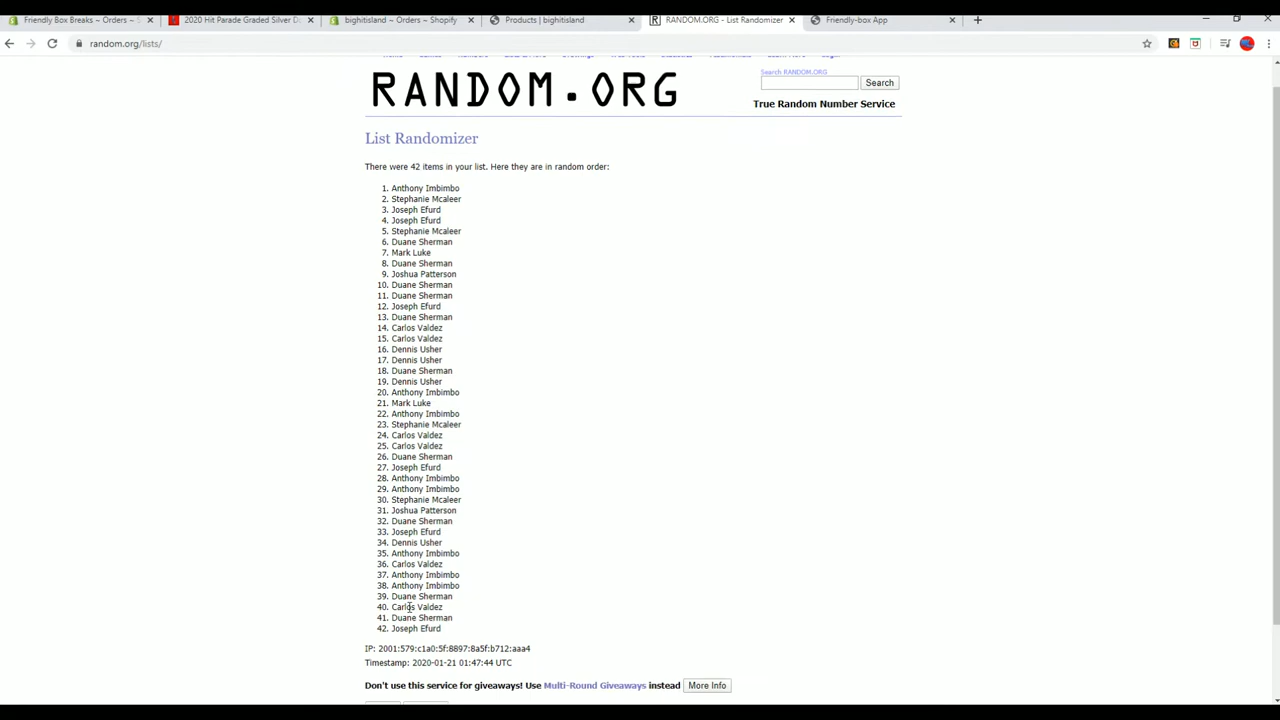 Friendly Box Breaks ~ Orders ~ S
2020 Hit Parade Graded Silver D
bighitisland ~ Orders ~ Shopify
Products | bighitisland
RANDOM.ORG - List Randomizer
Friendly-box App
random.org/lists/
Search RANDOM.ORG
RANDOM.ORG
Search
True Random Number Service
List Randomizer
There were 42 items in your list. Here they are in random order:
1. Anthony Imbimbo
2. Stephanie Mcaleer
3. Joseph Efurd
4. Joseph Efurd
5. Stephanie Mcaleer
6. Duane Sherman
7. Mark Luke
8. Duane Sherman
9. Joshua Patterson
10. Duane Sherman
11. Duane Sherman
12. Joseph Efurd
13. Duane Sherman
14. Carlos Valdez
15. Carlos Valdez
16. Dennis Usher
17. Dennis Usher
18. Duane Sherman
19. Dennis Usher
20. Anthony Imbimbo
21. Mark Luke
22. Anthony Imbimbo
23. Stephanie Mcaleer
24. Carlos Valdez
25. Carlos Valdez
26. Duane Sherman
27. Joseph Efurd
28. Anthony Imbimbo
29. Anthony Imbimbo
30. Stephanie Mcaleer
31. Joshua Patterson
32. Duane Sherman
33. Joseph Efurd
34. Dennis Usher
35. Anthony Imbimbo
36. Carlos Valdez
37. Anthony Imbimbo
38. Anthony Imbimbo
39. Duane Sherman
40. Carlos Valdez
41. Duane Sherman
42. Joseph Efurd
IP: 2001:579:c1a0:5f:8897:8a5f:b712:aaa4
Timestamp: 2020-01-21 01:47:44 UTC
Don't use this service for giveaways! Use Multi-Round Giveaways instead More Info